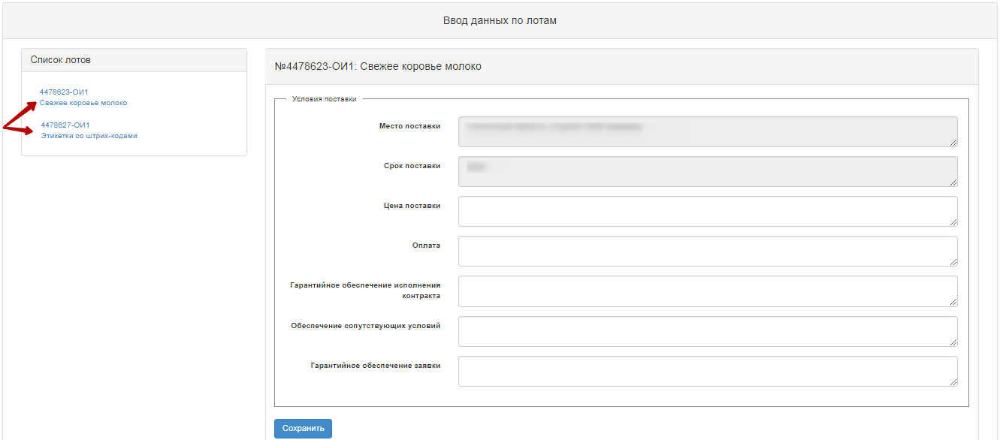 Ввод данных по лотам
Список лотов
4478623-ОИ1
Свежее коровье молоко
4478627-ОИ1
Этикетки со штрих-кодами
№4478623-ОИ1: Свежее коровье молоко
Условия поставки
Место поставки
Срок поставки
Цена поставки
Оплата
Гарантийное обеспечение исполнения
контракта
Обеспечение сопутствующих условий
Гарантийное обеспечение заявки
Сохранить